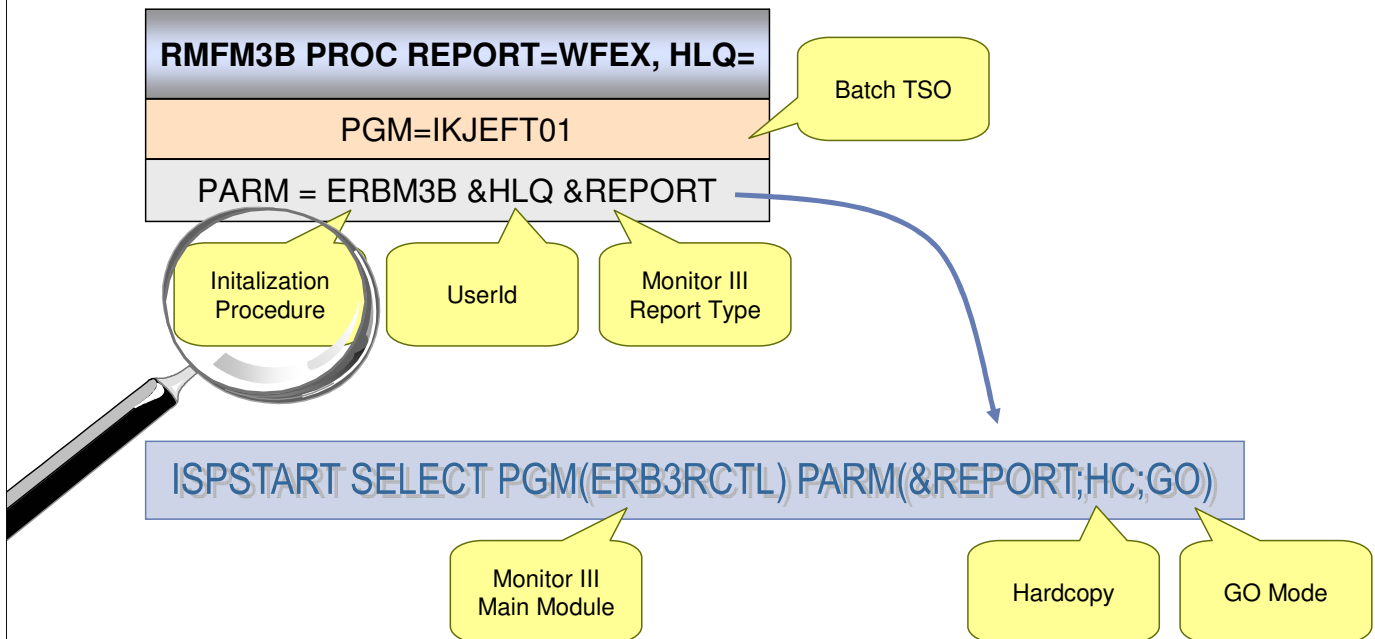 RMFM3B PROC REPORT=WFEX, HLQ=
Batch TSO
PGM=IKJEFT01
PARM = ERBM3B &HLQ &REPORT
Initalization
Procedure
UserId
Monitor III
Report Type
ISPSTART SELECT PGM(ERB3RCTL) PARM(&REPORT;HC;GO)
Monitor III
Main Module
Hardcopy
GO Mode